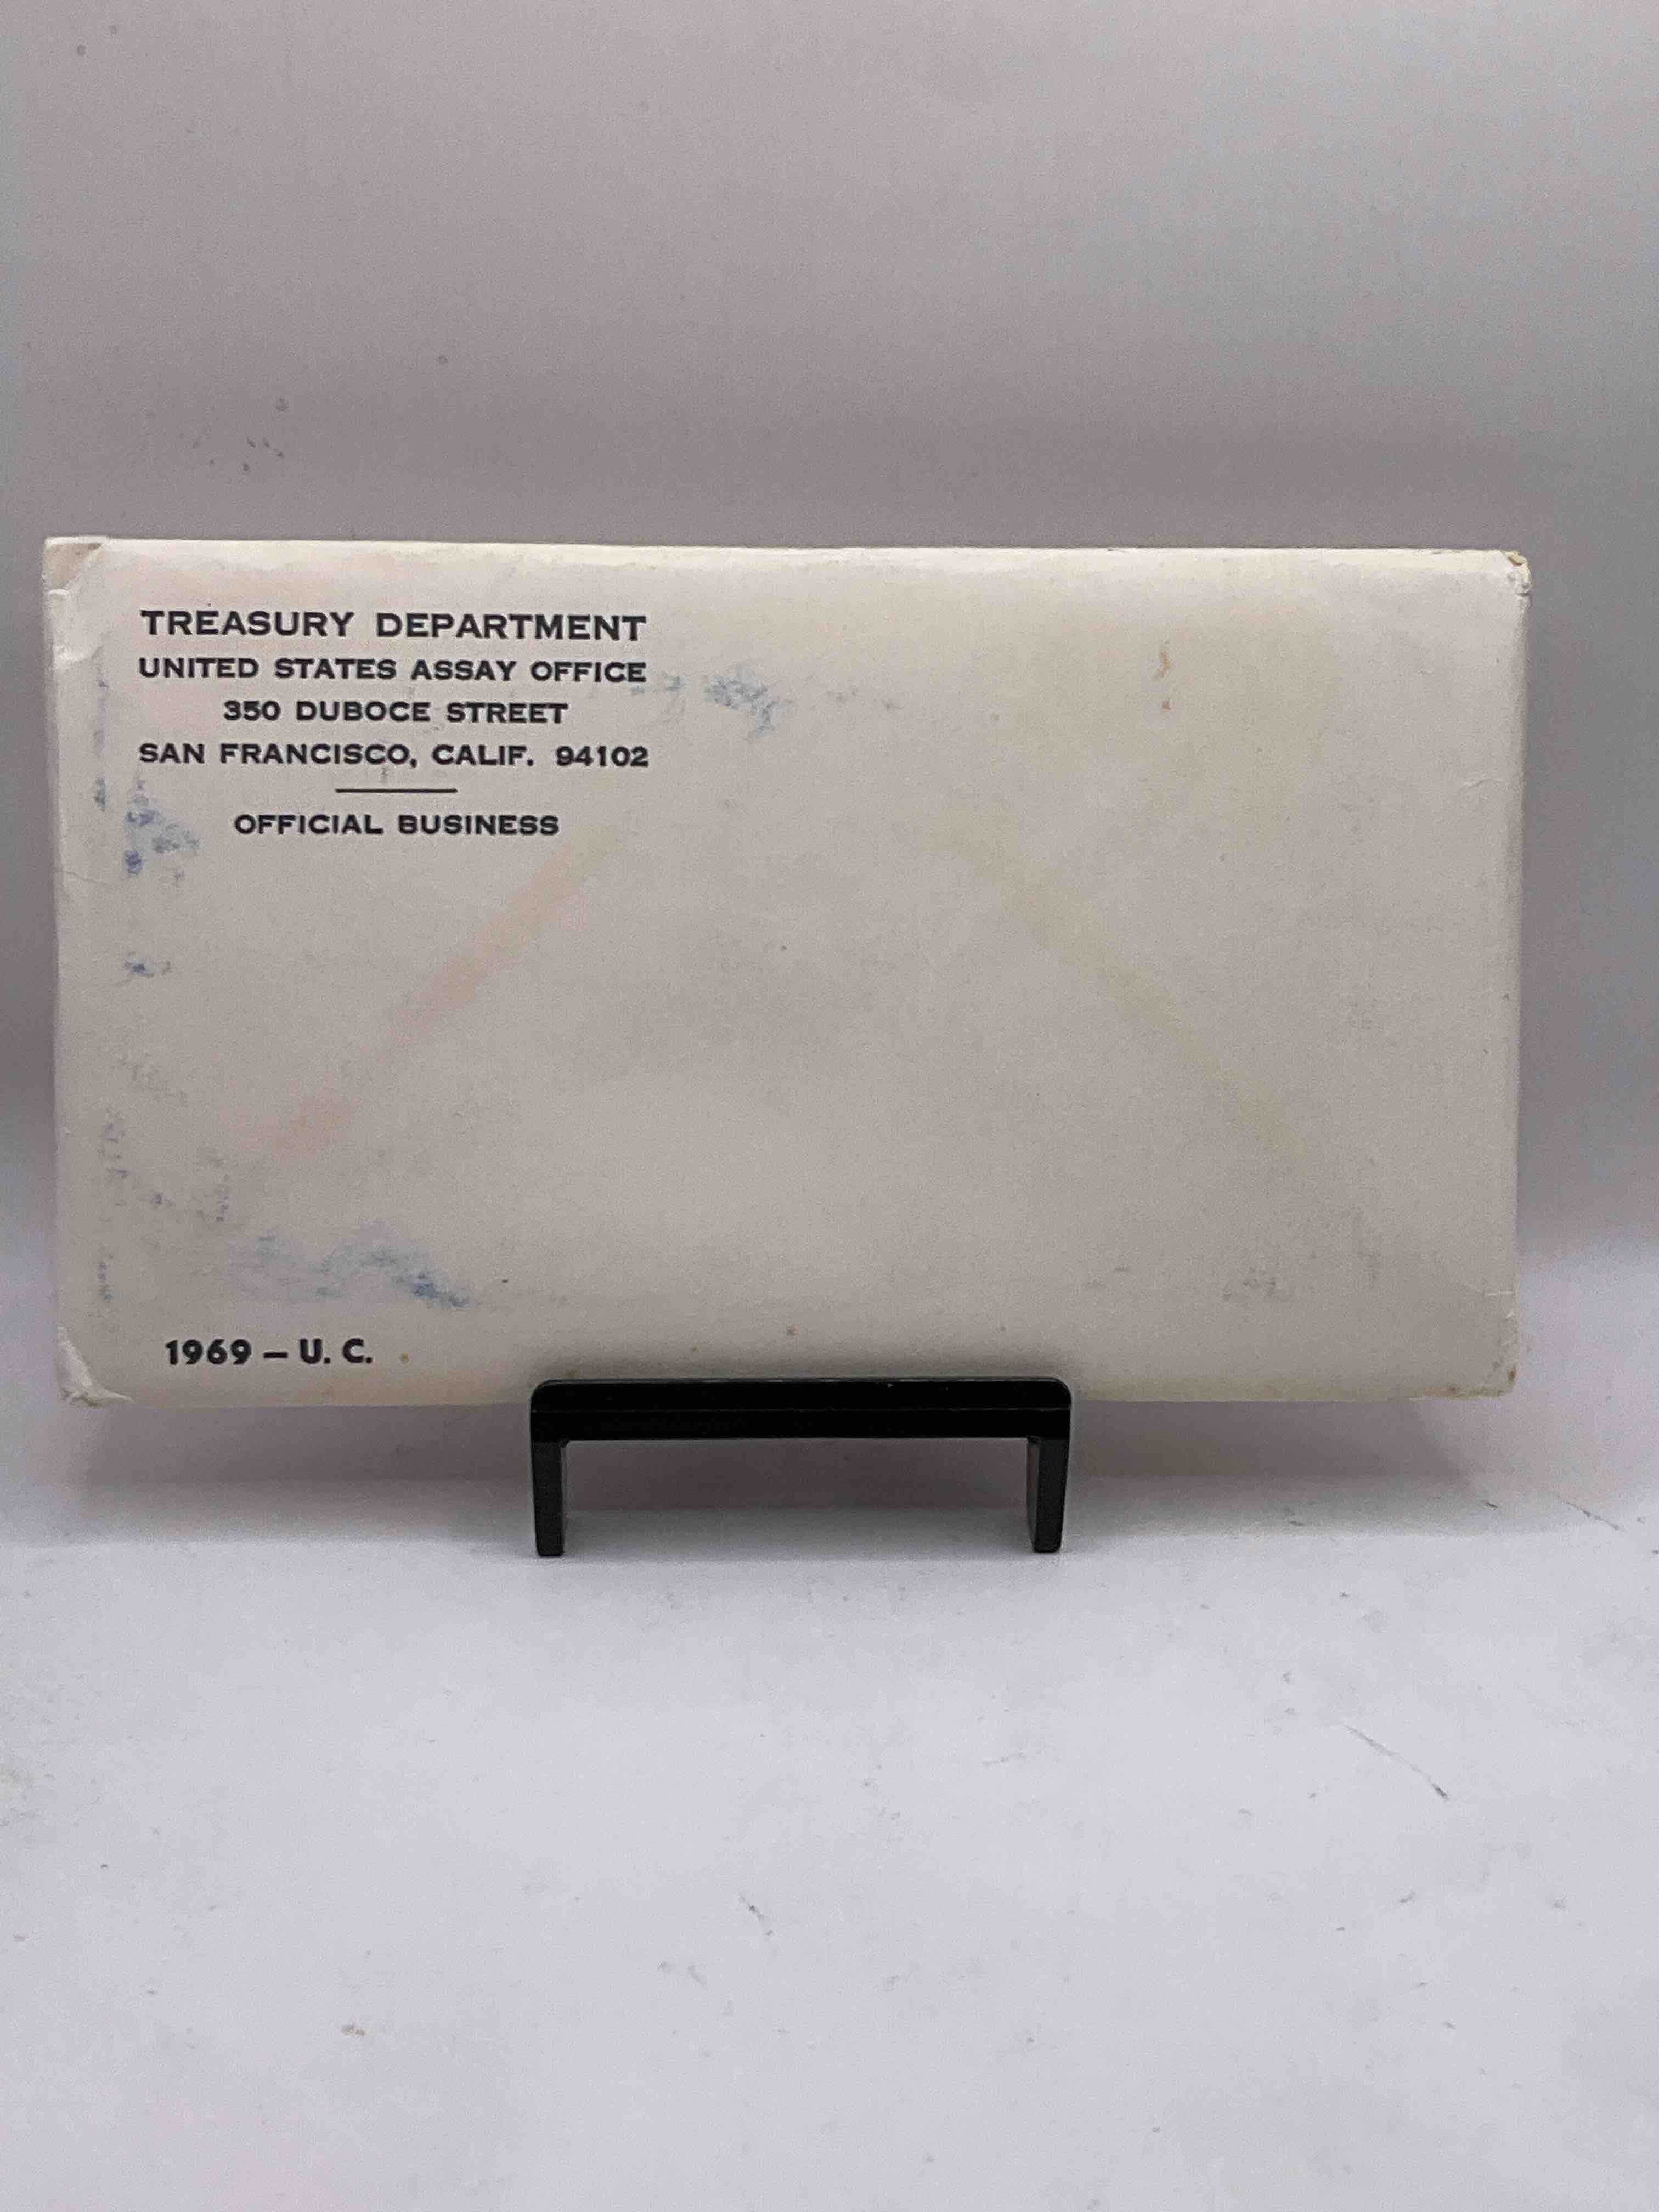 TREASURY DEPARTMENT
UNITED STATES ASSAY OFFICE
350 DUBOCE STREET
SAN FRANCISCO, CALIF. 94102
OFFICIAL BUSINESS
1969 – U. C.